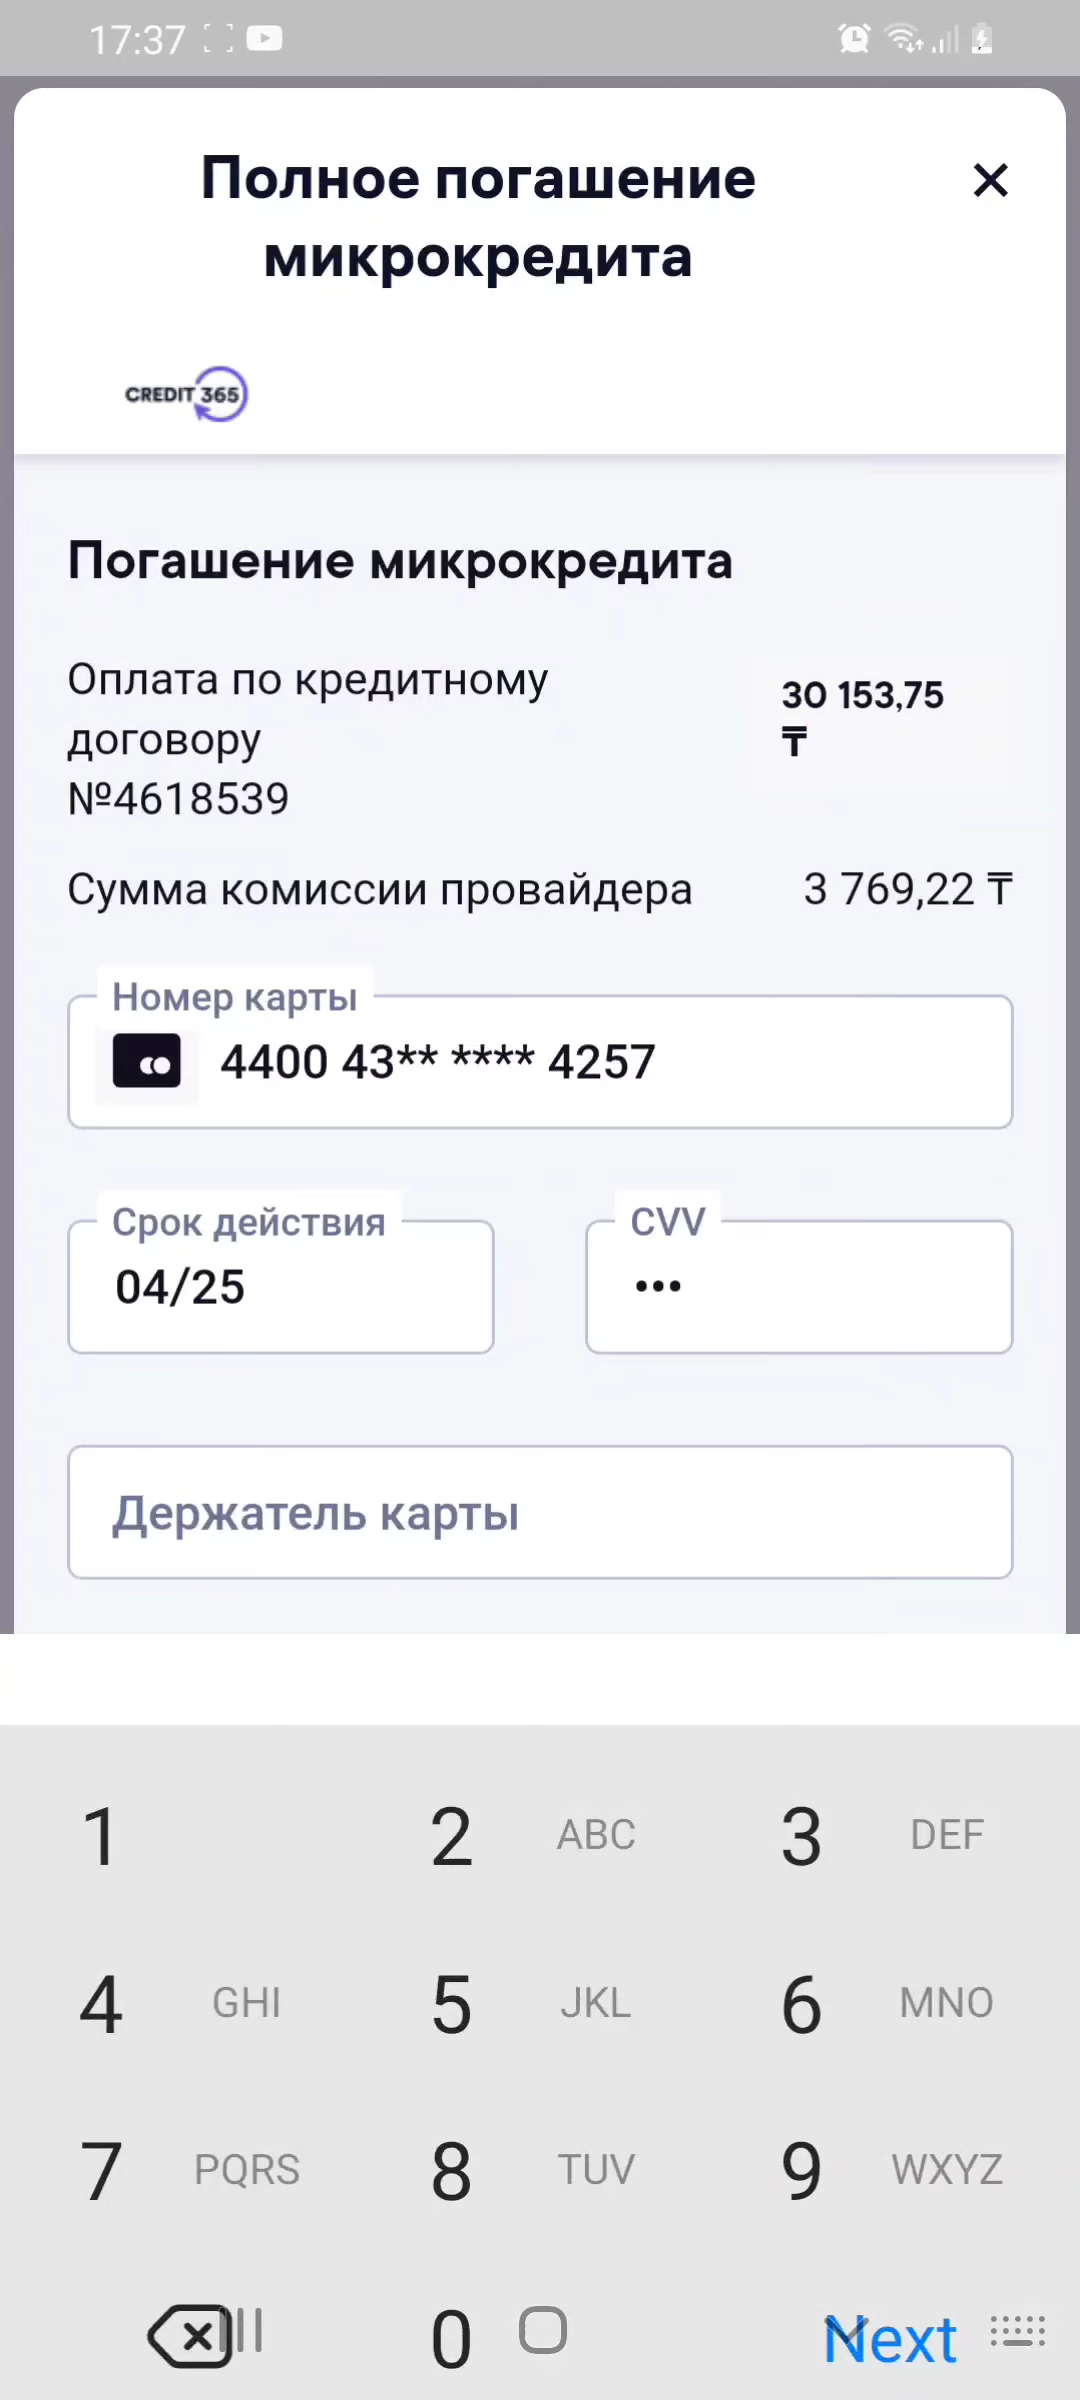 17:37
Полное погашение
микрокредита
CREDIT 365
Погашение микрокредита
Оплата по кредитному
договору
№4618539
30 153,75
₸
Сумма комиссии провайдера 3 769,22 ₸
Номер карты
4400 43** **** 4257
Срок действия CVV
04/25 •••
Держатель карты
1 2 ABC 3 DEF
4 GHI 5 JKL 6 MNO
7 PQRS 8 TUV 9 WXYZ
0 Next